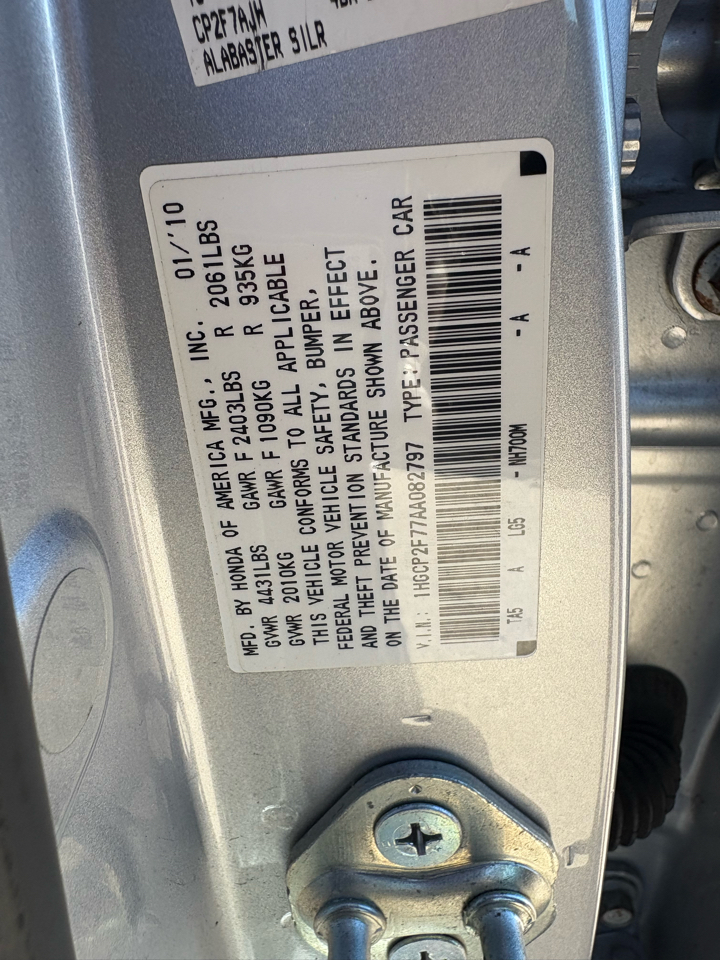 CP2F7AJW
ALABASTER SILR
MFD. BY HONDA OF AMERICA MFG., INC. 01/'10
GVWR 4431LBS GAWR F 2403LBS R 2061LBS
GVWR 2010KG GAWR F 1090KG R 935KG
THIS VEHICLE CONFORMS TO ALL APPLICABLE
FEDERAL MOTOR VEHICLE SAFETY, BUMPER,
AND THEFT PREVENTION STANDARDS IN EFFECT
ON THE DATE OF MANUFACTURE SHOWN ABOVE.
V.I.N.: 1HGCP2F77AA082797 TYPE: PASSENGER CAR
TA5 A LG5 - NH700M - A - A